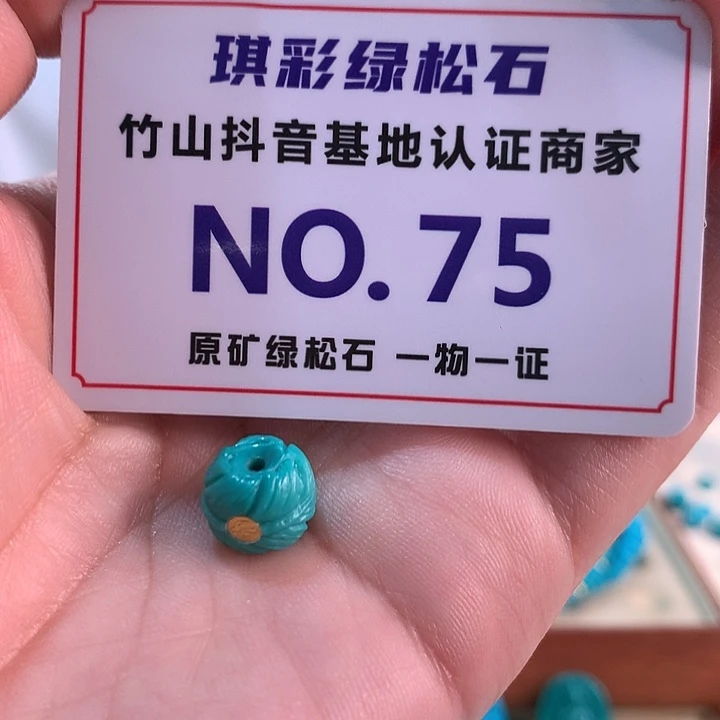 琪彩绿松石
竹山抖音基地认证商家
NO. 75
原矿绿松石 一物一证